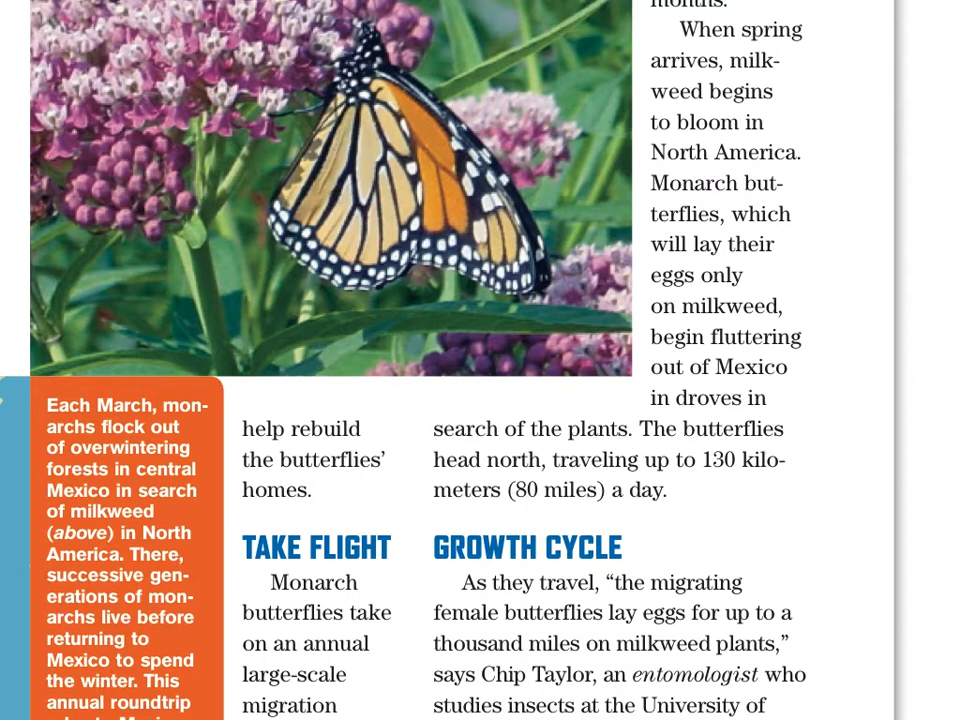 months.
When spring
arrives, milk-
weed begins
to bloom in
North America.
Monarch but-
terflies, which
will lay their
eggs only
on milkweed,
begin fluttering
out of Mexico
in droves in
Each March, mon-
archs flock out
of overwintering
forests in central
Mexico in search
of milkweed
(above) in North
America. There,
successive gen-
erations of mon-
archs live before
returning to
Mexico to spend
the winter. This
annual roundtrip
help rebuild
the butterflies’
homes.
TAKE FLIGHT
Monarch
butterflies take
on an annual
large-scale
migration
search of the plants. The butterflies
head north, traveling up to 130 kilo-
meters (80 miles) a day.
GROWTH CYCLE
As they travel, “the migrating
female butterflies lay eggs for up to a
thousand miles on milkweed plants,”
says Chip Taylor, an entomologist who
studies insects at the University of